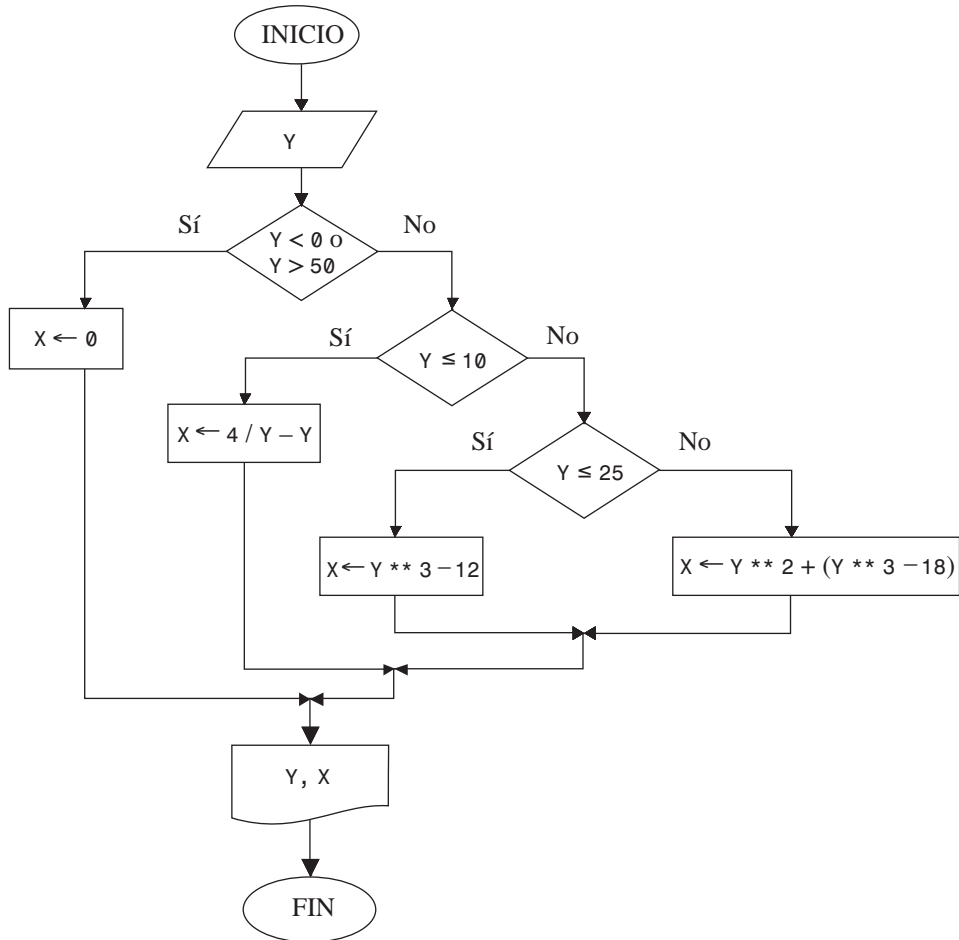 INICIO
Y
Sí
No
Y < 0 o
Y > 50
X ← 0
Sí
No
Y ≤ 10
X ← 4 / Y – Y
Sí
No
Y ≤ 25
X ← Y ** 3 – 12
X ← Y ** 2 + (Y ** 3 – 18)
Y, X
FIN